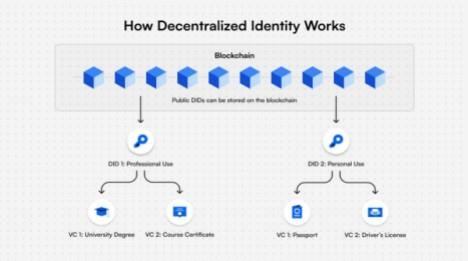 How Decentralized Identity Works
Blockchain
Public DIDs can be stored on the blockchain
DID 1: Professional Use
DID 2: Personal Use
VC 1: University Degree
VC 2: Course Certificate
VC 1: Passport
VC 2: Driver's License